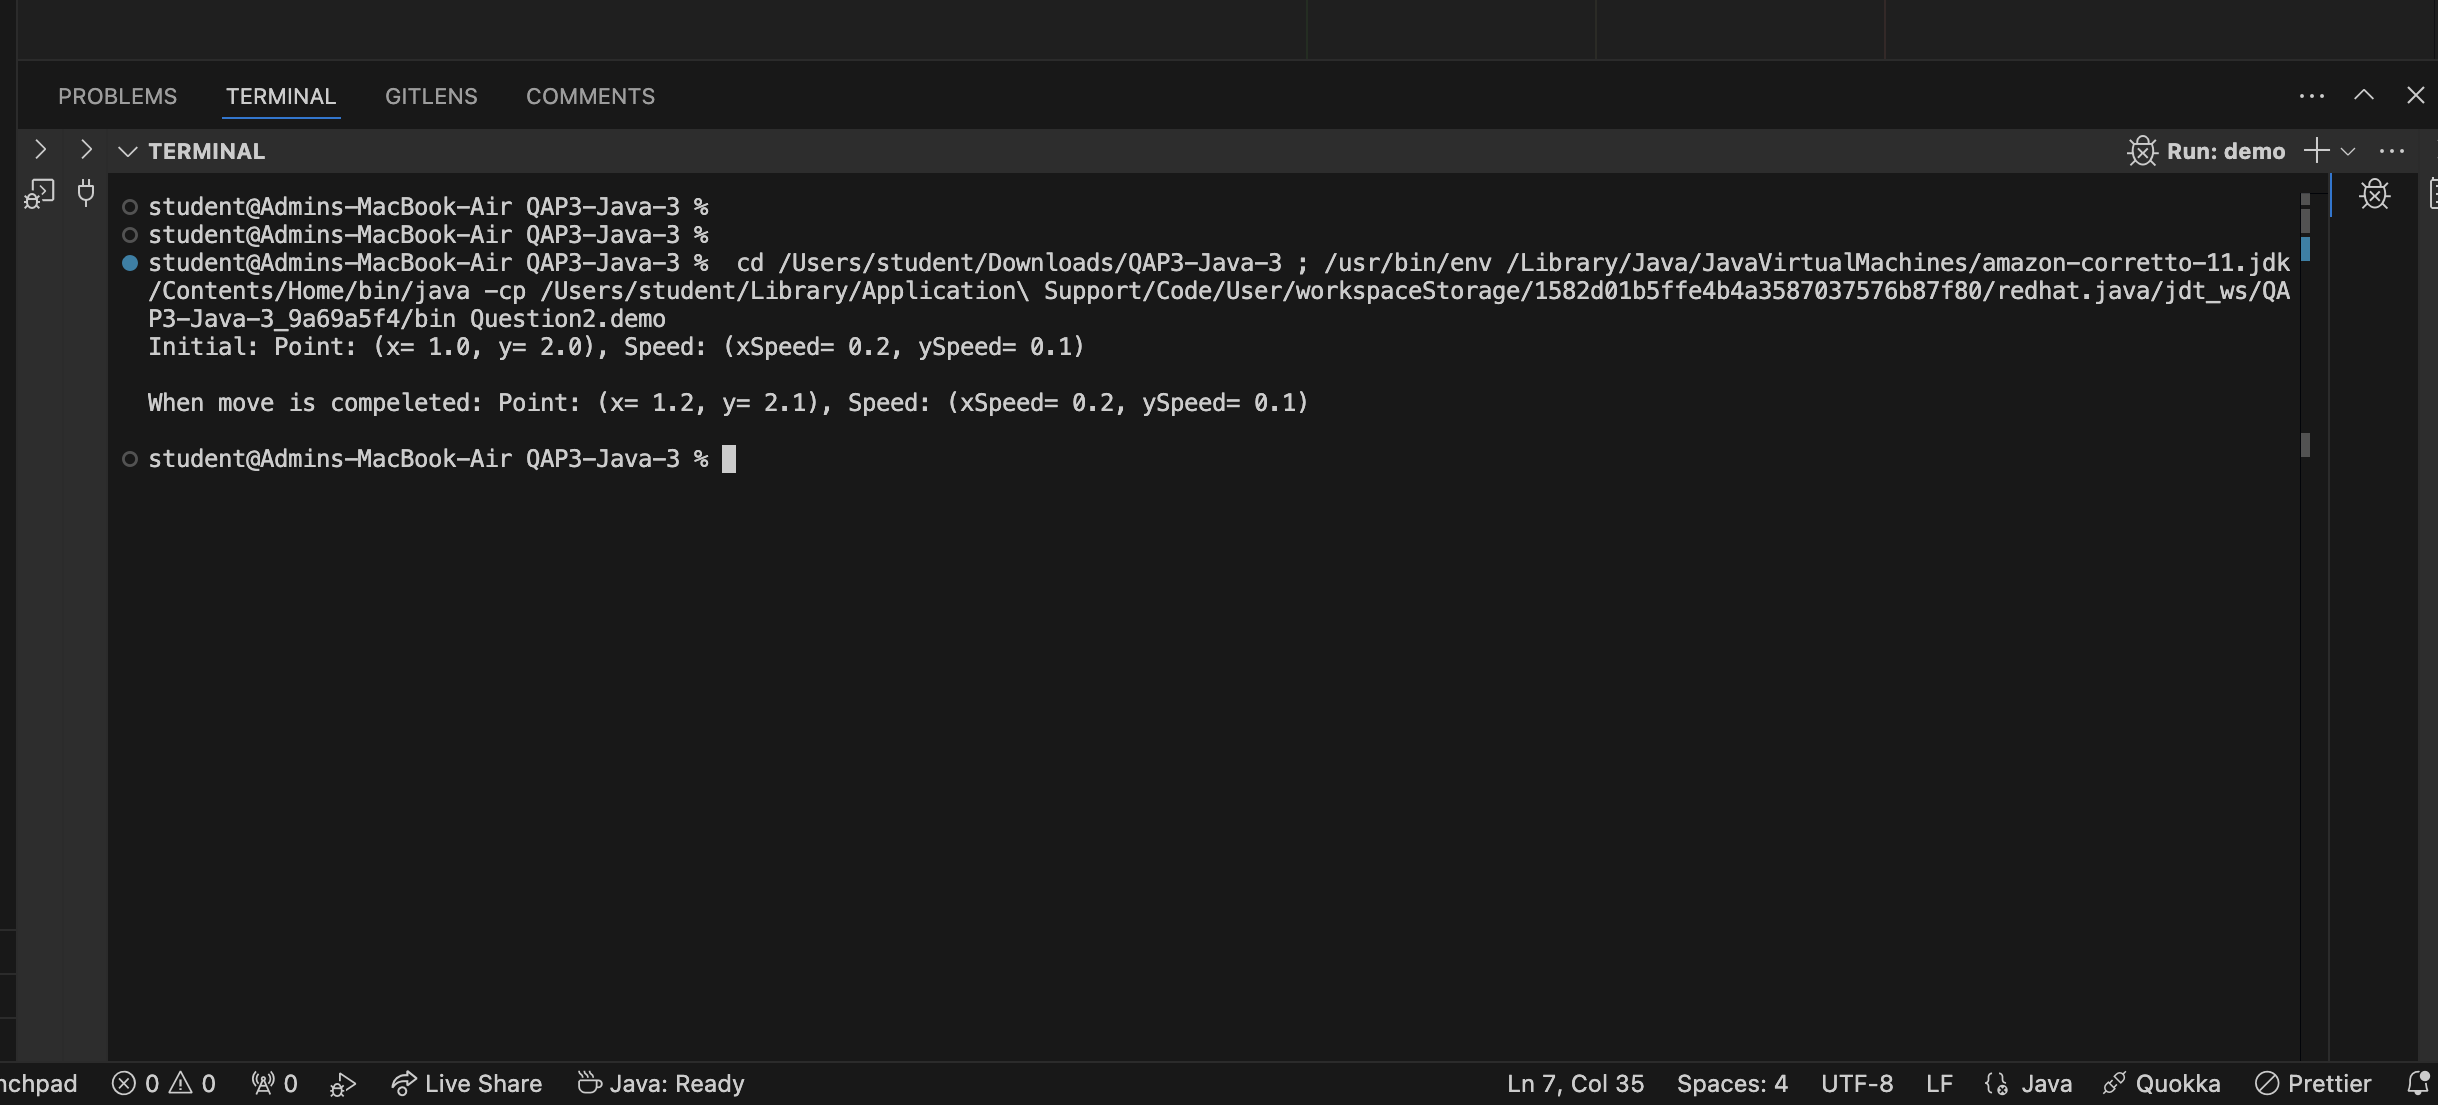 PROBLEMS TERMINAL GITLENS COMMENTS
TERMINAL Run: demo
student@Admins-MacBook-Air QAP3-Java-3 %
student@Admins-MacBook-Air QAP3-Java-3 %
student@Admins-MacBook-Air QAP3-Java-3 %  cd /Users/student/Downloads/QAP3-Java-3 ; /usr/bin/env /Library/Java/JavaVirtualMachines/amazon-corretto-11.jdk
/Contents/Home/bin/java -cp /Users/student/Library/Application\ Support/Code/User/workspaceStorage/1582d01b5ffe4b4a3587037576b87f80/redhat.java/jdt_ws/QA
P3-Java-3_9a69a5f4/bin Question2.demo
Initial: Point: (x= 1.0, y= 2.0), Speed: (xSpeed= 0.2, ySpeed= 0.1)
When move is compeleted: Point: (x= 1.2, y= 2.1), Speed: (xSpeed= 0.2, ySpeed= 0.1)
student@Admins-MacBook-Air QAP3-Java-3 %
nchpad 0 0 0 Live Share Java: Ready Ln 7, Col 35 Spaces: 4 UTF-8 LF Java Quokka Prettier